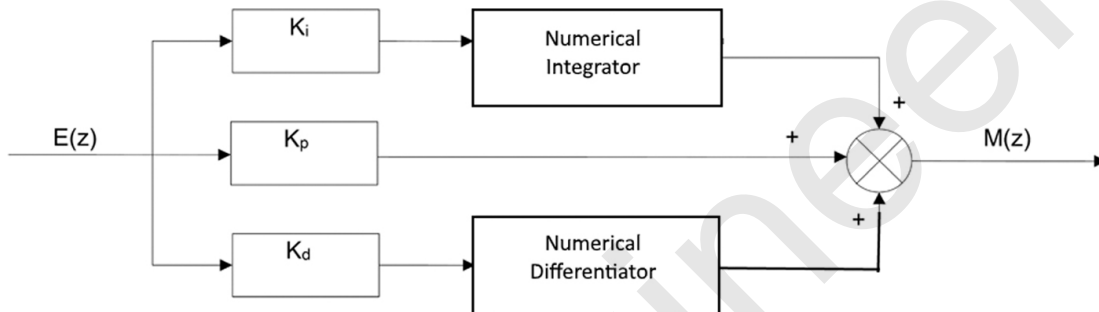 Ki
Numerical
Integrator
+
E(z)
Kp
+
M(z)
+
Kd
Numerical
Differentiator